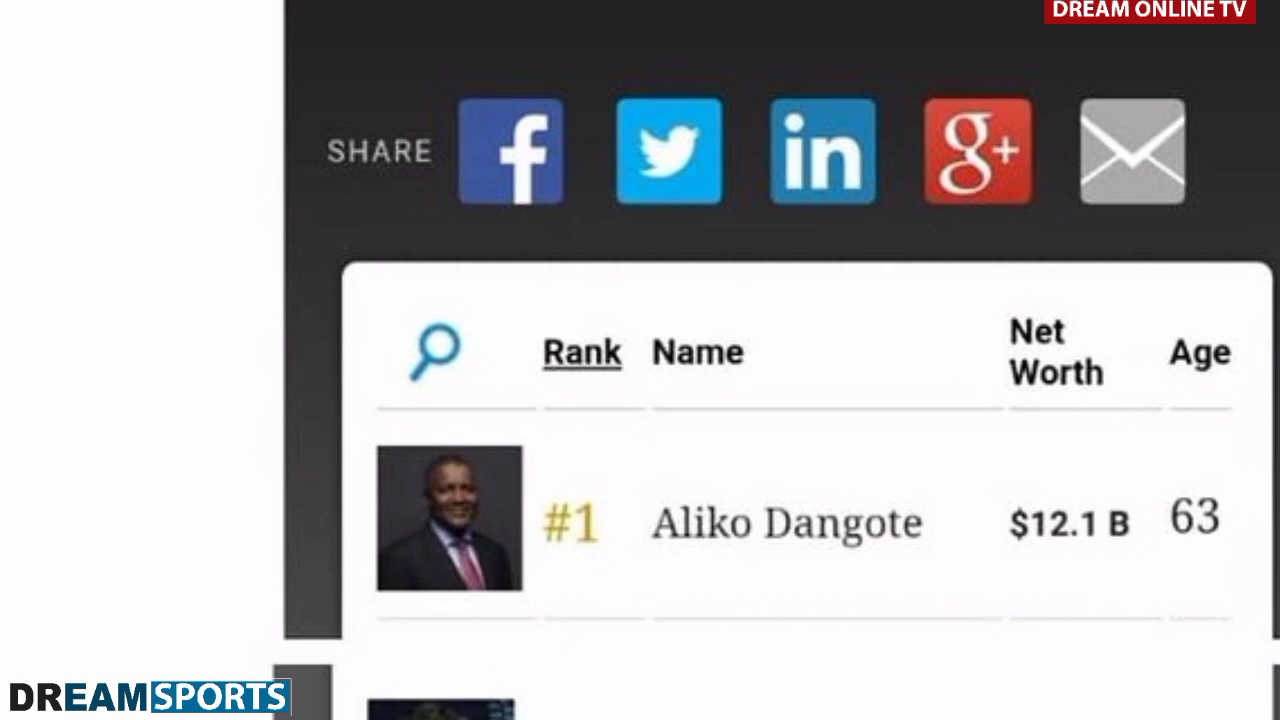 DREAM ONLINE TV
SHARE
f
in
g+
Rank Name Net Worth Age
#1 Aliko Dangote $12.1 B 63
DREAMSPORTS